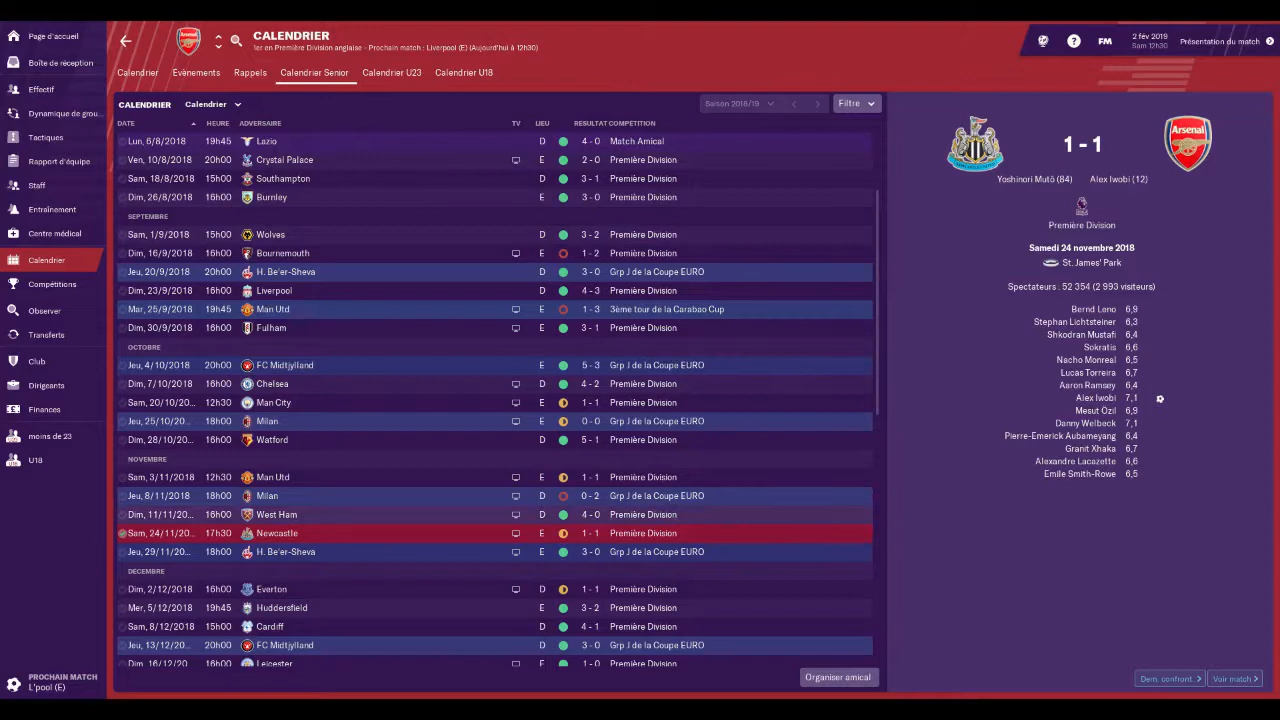 Page d'accueil
Boîte de réception
Effectif
Dynamique de grou...
Tactiques
Rapport d'équipe
Staff
Entraînement
Centre médical
Calendrier
Compétitions
Observer
Transferts
Club
Dirigeants
Finances
moins de 23
U18
PROCHAIN MATCH
L'pool (E)
CALENDRIER
1er en Première Division anglaise - Prochain match : Liverpool (E) (Aujourd'hui à 12h30)
FM
2 fév 2019
Sam 12h30
Présentation du match
Calendrier Evènements Rappels Calendrier Senior Calendrier U23 Calendrier U18
CALENDRIER Calendrier Saison 2018/19 Filtre
DATE HEURE ADVERSAIRE TV LIEU RESULTAT COMPÉTITION
Lun, 6/8/2018 19h45 Lazio D 4 - 0 Match Amical
Ven, 10/8/2018 20h00 Crystal Palace E 2 - 0 Première Division
Sam, 18/8/2018 15h00 Southampton D 3 - 1 Première Division
Dim, 26/8/2018 16h00 Burnley E 3 - 0 Première Division
SEPTEMBRE
Sam, 1/9/2018 15h00 Wolves D 3 - 2 Première Division
Dim, 16/9/2018 16h00 Bournemouth E 1 - 2 Première Division
Jeu, 20/9/2018 20h00 H. Be'er-Sheva D 3 - 0 Grp J de la Coupe EURO
Dim, 23/9/2018 16h00 Liverpool D 4 - 3 Première Division
Mar, 25/9/2018 19h45 Man Utd E 1 - 3 3ème tour de la Carabao Cup
Dim, 30/9/2018 16h00 Fulham E 3 - 1 Première Division
OCTOBRE
Jeu, 4/10/2018 20h00 FC Midtjylland E 5 - 3 Grp J de la Coupe EURO
Dim, 7/10/2018 16h00 Chelsea D 4 - 2 Première Division
Sam, 20/10/20... 12h30 Man City E 1 - 1 Première Division
Jeu, 25/10/20... 18h00 Milan E 0 - 0 Grp J de la Coupe EURO
Dim, 28/10/20... 16h00 Watford D 5 - 1 Première Division
NOVEMBRE
Sam, 3/11/2018 12h30 Man Utd E 1 - 1 Première Division
Jeu, 8/11/2018 18h00 Milan D 0 - 2 Grp J de la Coupe EURO
Dim, 11/11/20... 16h00 West Ham D 4 - 0 Première Division
Sam, 24/11/20... 17h30 Newcastle E 1 - 1 Première Division
Jeu, 29/11/20... 18h00 H. Be'er-Sheva E 3 - 0 Grp J de la Coupe EURO
DÉCEMBRE
Dim, 2/12/2018 16h00 Everton D 1 - 1 Première Division
Mer, 5/12/2018 19h45 Huddersfield E 3 - 2 Première Division
Sam, 8/12/2018 15h00 Cardiff D 4 - 1 Première Division
Jeu, 13/12/20... 20h00 FC Midtjylland D 3 - 0 Grp J de la Coupe EURO
Dim, 16/12/20... 16h00 Leicester E 1 - 0 Première Division
Organiser amical
1 - 1
Arsenal
Yoshinori Mutō (84) Alex Iwobi (12)
Première Division
Samedi 24 novembre 2018
St. James' Park
Spectateurs : 52 354 (2 993 visiteurs)
Bernd Leno 6,9
Stephan Lichtsteiner 6,3
Shkodran Mustafi 6,4
Sokratis 6,6
Nacho Monreal 6,5
Lucas Torreira 6,7
Aaron Ramsey 6,4
Alex Iwobi 7,1
Mesut Özil 6,9
Danny Welbeck 7,1
Pierre-Emerick Aubameyang 6,4
Granit Xhaka 6,7
Alexandre Lacazette 6,6
Emile Smith-Rowe 6,5
Dem. confront. Voir match